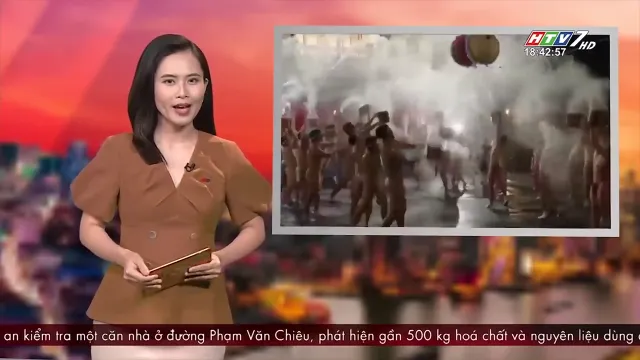 HTV7 HD
18:42:57
an kiểm tra một căn nhà ở đường Phạm Văn Chiêu, phát hiện gần 500 kg hoá chất và nguyên liệu dùng